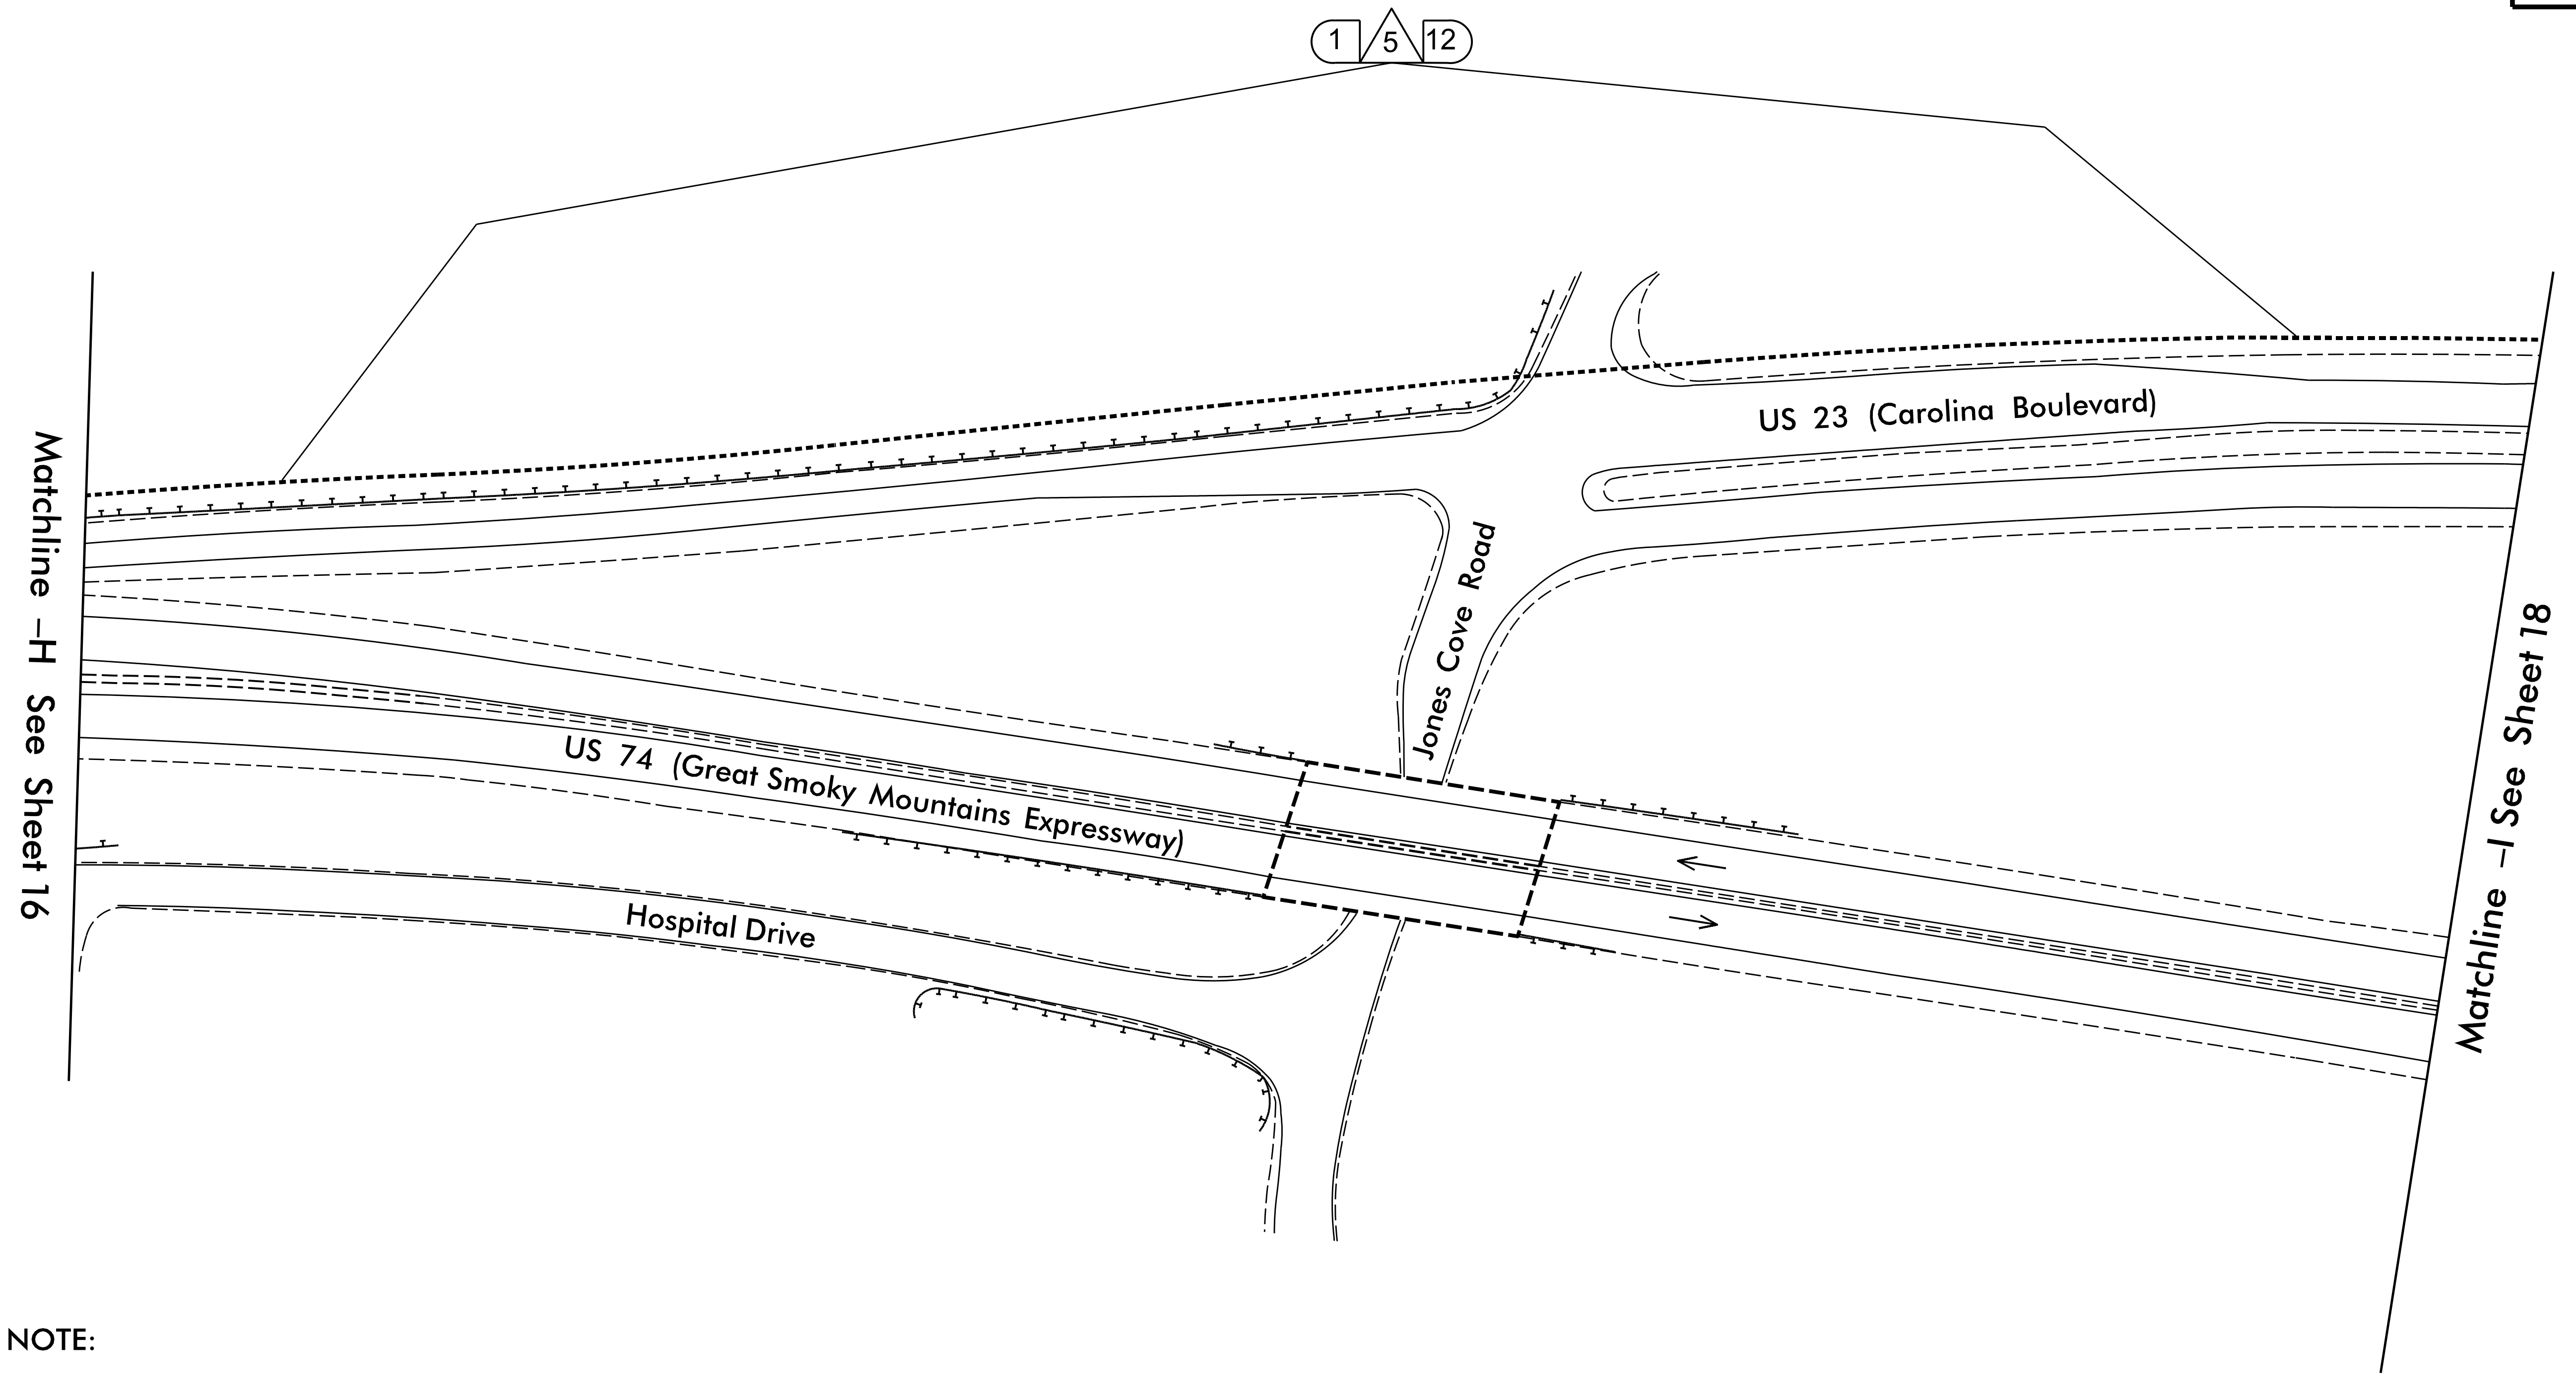 1 5 12
US 23 (Carolina Boulevard)
Matchline –H See Sheet 16
Jones Cove Road
Matchline –I See Sheet 18
US 74 (Great Smoky Mountains Expressway)
Hospital Drive
NOTE: